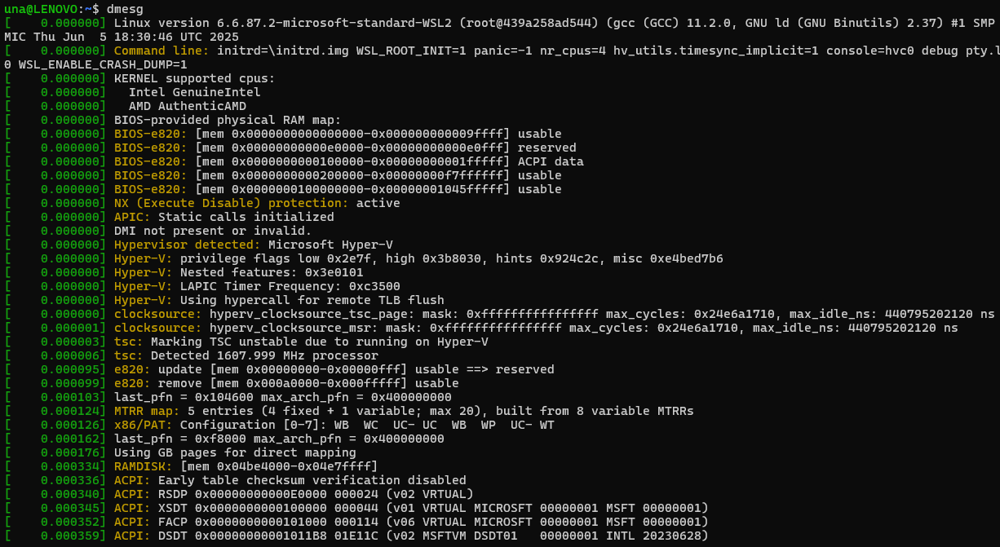 una@LENOVO:~$ dmesg
[    0.000000] Linux version 6.6.87.2-microsoft-standard-WSL2 (root@439a258ad544) (gcc (GCC) 11.2.0, GNU ld (GNU Binutils) 2.37) #1 SMP
MIC Thu Jun  5 18:30:46 UTC 2025
[    0.000000] Command line: initrd=\initrd.img WSL_ROOT_INIT=1 panic=-1 nr_cpus=4 hv_utils.timesync_implicit=1 console=hvc0 debug pty.l
0 WSL_ENABLE_CRASH_DUMP=1
[    0.000000] KERNEL supported cpus:
[    0.000000]   Intel GenuineIntel
[    0.000000]   AMD AuthenticAMD
[    0.000000] BIOS-provided physical RAM map:
[    0.000000] BIOS-e820: [mem 0x0000000000000000-0x000000000009ffff] usable
[    0.000000] BIOS-e820: [mem 0x00000000000e0000-0x00000000000e0fff] reserved
[    0.000000] BIOS-e820: [mem 0x0000000000100000-0x00000000001fffff] ACPI data
[    0.000000] BIOS-e820: [mem 0x0000000000200000-0x00000000f7ffffff] usable
[    0.000000] BIOS-e820: [mem 0x0000000100000000-0x00000001045fffff] usable
[    0.000000] NX (Execute Disable) protection: active
[    0.000000] APIC: Static calls initialized
[    0.000000] DMI not present or invalid.
[    0.000000] Hypervisor detected: Microsoft Hyper-V
[    0.000000] Hyper-V: privilege flags low 0x2e7f, high 0x3b8030, hints 0x924c2c, misc 0xe4bed7b6
[    0.000000] Hyper-V: Nested features: 0x3e0101
[    0.000000] Hyper-V: LAPIC Timer Frequency: 0xc3500
[    0.000000] Hyper-V: Using hypercall for remote TLB flush
[    0.000000] clocksource: hyperv_clocksource_tsc_page: mask: 0xffffffffffffffff max_cycles: 0x24e6a1710, max_idle_ns: 440795202120 ns
[    0.000001] clocksource: hyperv_clocksource_msr: mask: 0xffffffffffffffff max_cycles: 0x24e6a1710, max_idle_ns: 440795202120 ns
[    0.000003] tsc: Marking TSC unstable due to running on Hyper-V
[    0.000006] tsc: Detected 1607.999 MHz processor
[    0.000095] e820: update [mem 0x00000000-0x00000fff] usable ==> reserved
[    0.000099] e820: remove [mem 0x000a0000-0x000fffff] usable
[    0.000103] last_pfn = 0x104600 max_arch_pfn = 0x400000000
[    0.000124] MTRR map: 5 entries (4 fixed + 1 variable; max 20), built from 8 variable MTRRs
[    0.000126] x86/PAT: Configuration [0-7]: WB  WC  UC- UC  WB  WP  UC- WT
[    0.000162] last_pfn = 0xf8000 max_arch_pfn = 0x400000000
[    0.000176] Using GB pages for direct mapping
[    0.000334] RAMDISK: [mem 0x04be4000-0x04e7ffff]
[    0.000336] ACPI: Early table checksum verification disabled
[    0.000340] ACPI: RSDP 0x00000000000E0000 000024 (v02 VRTUAL)
[    0.000345] ACPI: XSDT 0x0000000000100000 000044 (v01 VRTUAL MICROSFT 00000001 MSFT 00000001)
[    0.000352] ACPI: FACP 0x0000000000101000 000114 (v06 VRTUAL MICROSFT 00000001 MSFT 00000001)
[    0.000359] ACPI: DSDT 0x00000000001011B8 01E11C (v02 MSFTVM DSDT01   00000001 INTL 20230628)